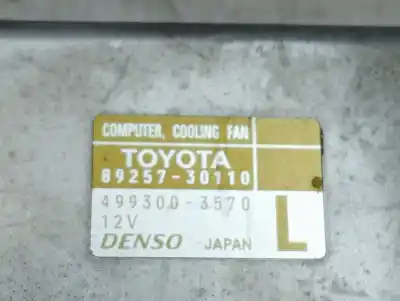 COMPUTER, COOLING FAN
TOYOTA
89257-30110
499300-3570
12V
DENSO JAPAN
L